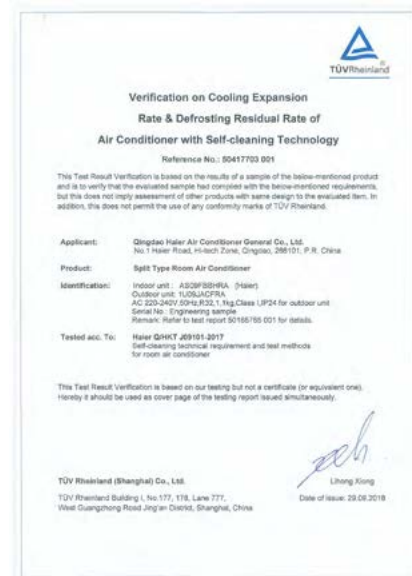 TÜVRheinland®
Verification on Cooling Expansion
Rate & Defrosting Residual Rate of
Air Conditioner with Self-cleaning Technology
Reference No.: 50417703 001
This Test Result Verification is based on the results of a sample of the below-mentioned product
and is to verify that the evaluated sample had complied with the below-mentioned requirements,
but this does not imply assessment of other products with same design to the evaluated item. In
addition, this does not permit the use of any conformity marks of TÜV Rheinland.
Applicant: Qingdao Haier Air Conditioner General Co., Ltd.
No.1 Haier Road, Hi-tech Zone, Qingdao, 266101, P.R. China
Product: Split Type Room Air Conditioner
Identification: Indoor unit : (Haier)
Outdoor unit: 1U09JACFRA
AC 220-240V,50Hz,R32,1.1kg,Class I,IP24 for outdoor unit
Serial No.: Engineering sample
Remark: Refer to test report for details.
Tested acc. To: Haier Q/HKT J09101-2017
Self-cleaning technical requirement and test methods
for room air conditioner
This Test Result Verification is based on our testing but not a certificate (or equivalent one).
Hereby it should be used as cover page of the testing report issued simultaneously.
TÜV Rheinland (Shanghai) Co., Ltd.
Lihong Xiong
TÜV Rheinland Building I, No.177, 178, Lane 777,
Date of issue: 29.08.2018
West Guangzhong Road Jing'an District, Shanghai, China